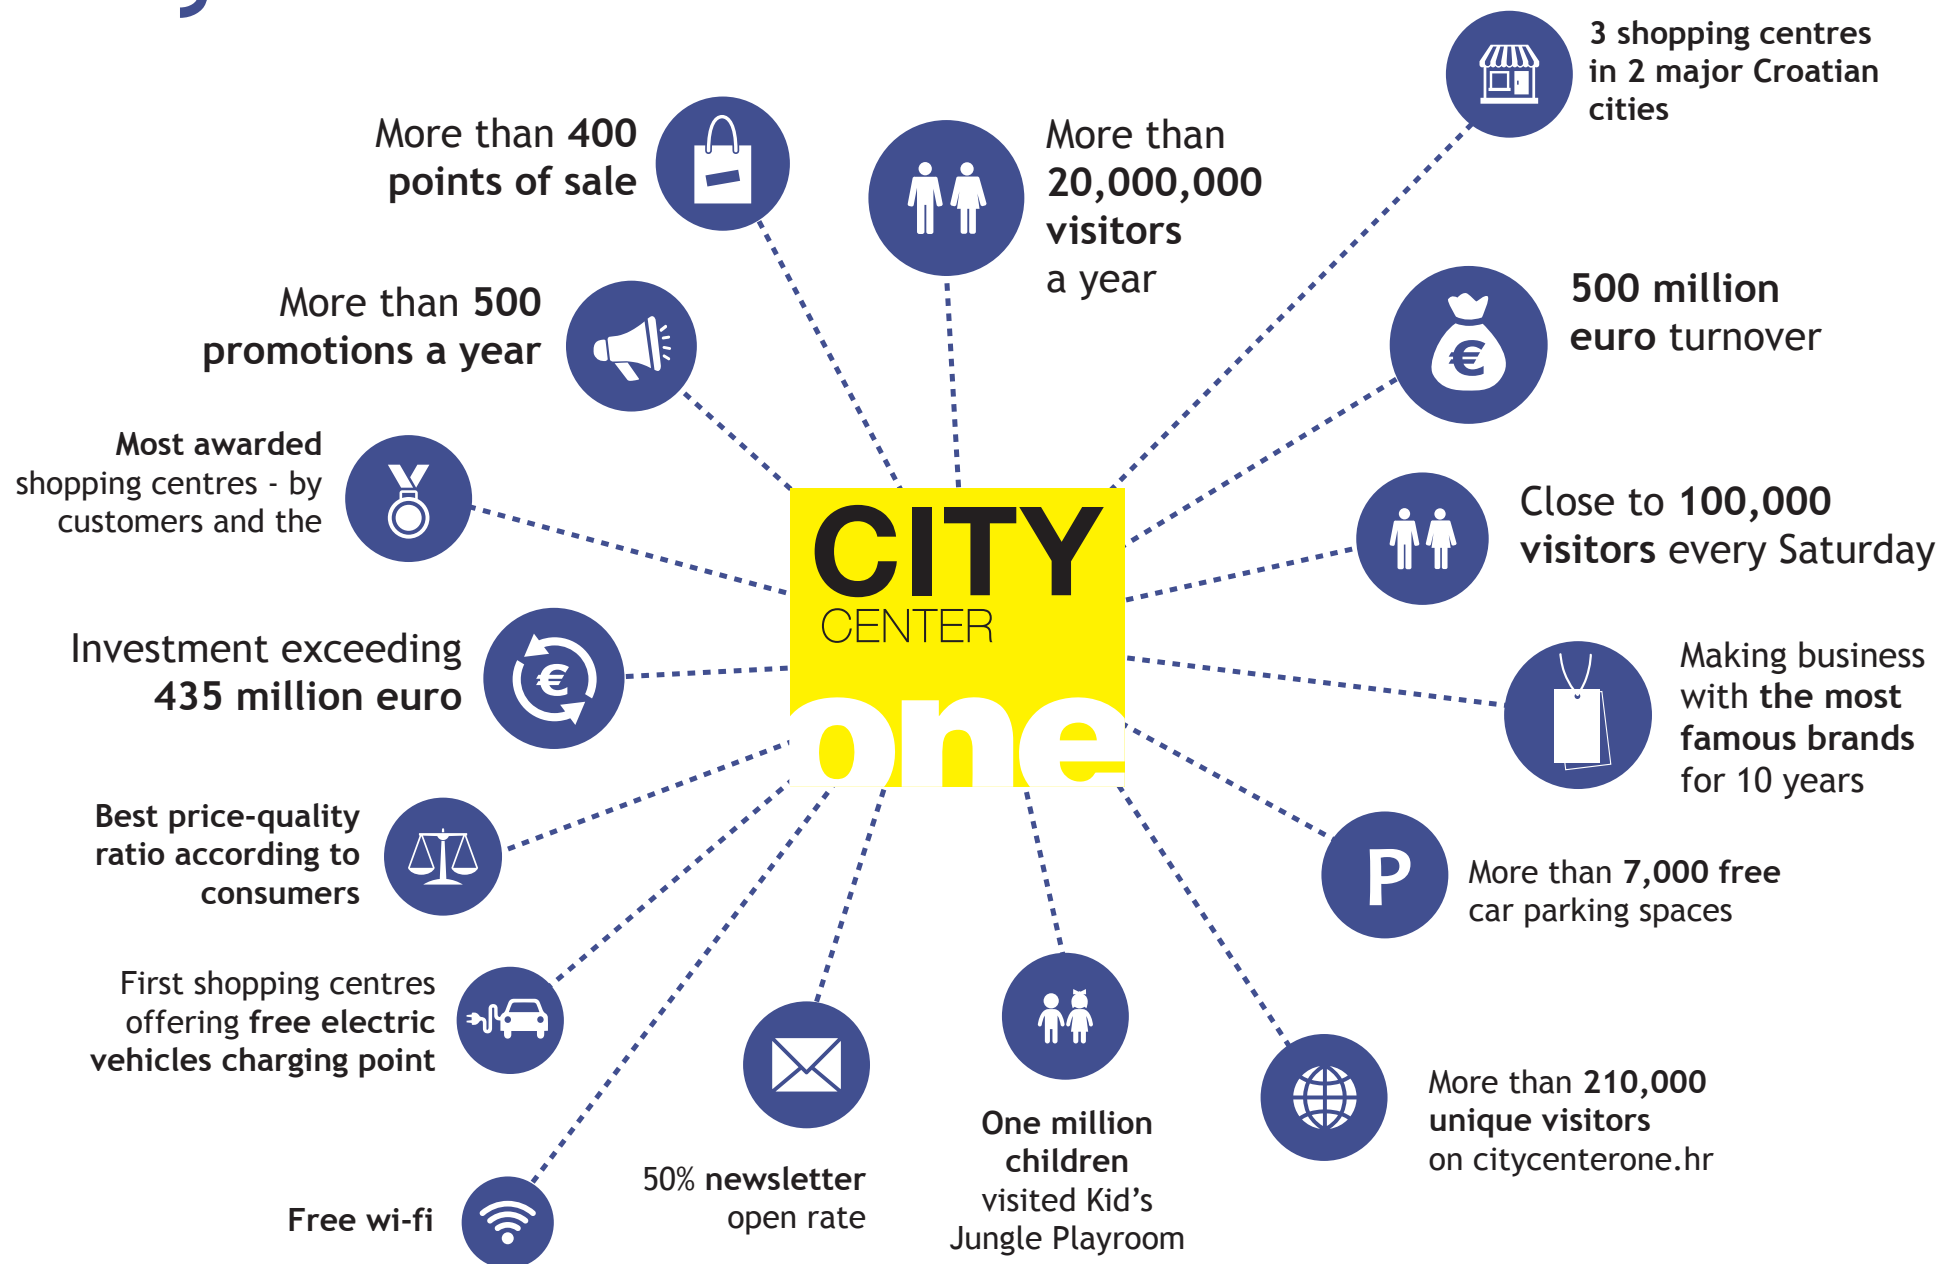 3 shopping centres
in 2 major Croatian
cities
More than 400
points of sale
More than
20,000,000
visitors
a year
More than 500
promotions a year
500 million
euro turnover
Most awarded
shopping centres - by
customers and the
Close to 100,000
visitors every Saturday
CITY
CENTER
one
Investment exceeding
435 million euro
Making business
with the most
famous brands
for 10 years
Best price-quality
ratio according to
consumers
P
More than 7,000 free
car parking spaces
First shopping centres
offering free electric
vehicles charging point
More than 210,000
unique visitors
on citycenterone.hr
One million
children
visited Kid’s
Jungle Playroom
50% newsletter
open rate
Free wi-fi